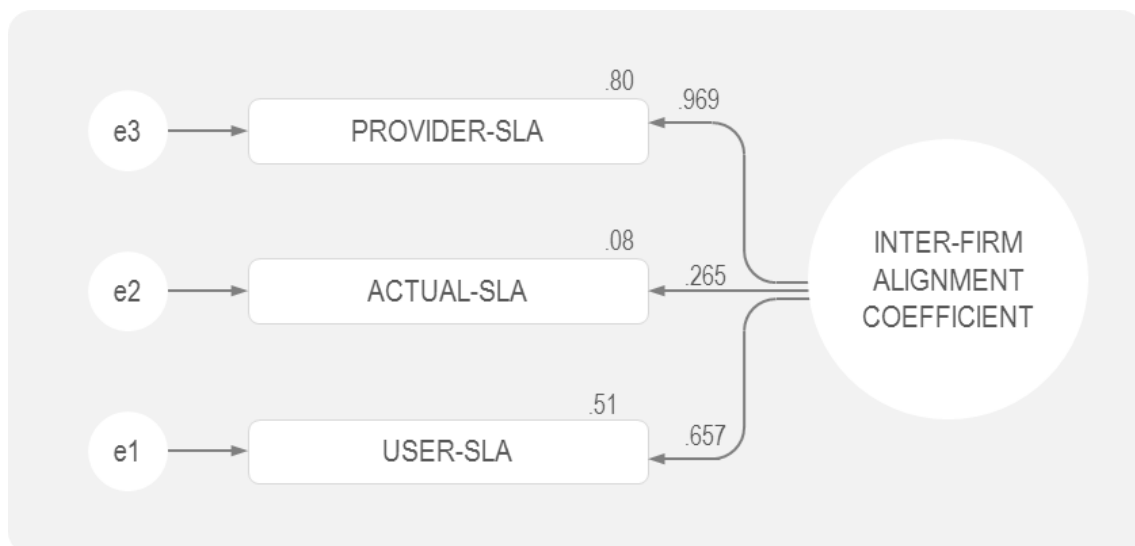 .80
e3
PROVIDER-SLA
.969
.08
e2
ACTUAL-SLA
.265
.51
e1
USER-SLA
.657
INTER-FIRM
ALIGNMENT
COEFFICIENT